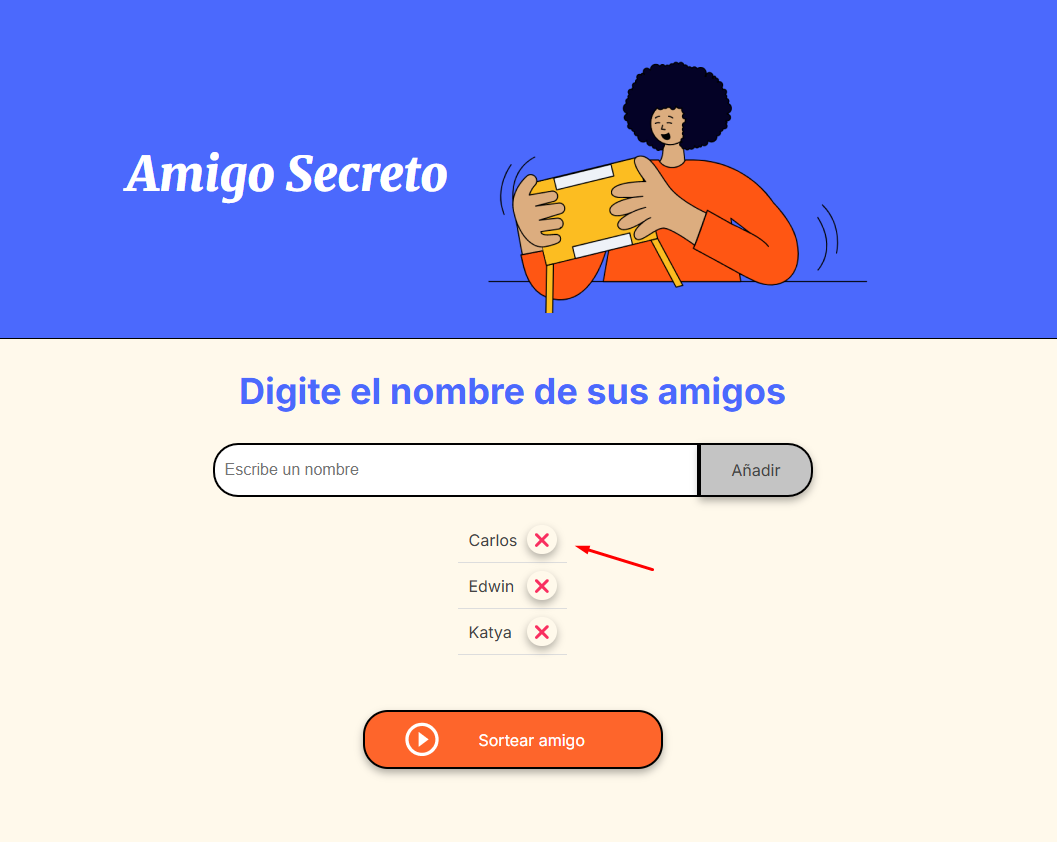 Amigo Secreto
Digite el nombre de sus amigos
Escribe un nombre
Añadir
Carlos
Edwin
Katya
Sortear amigo